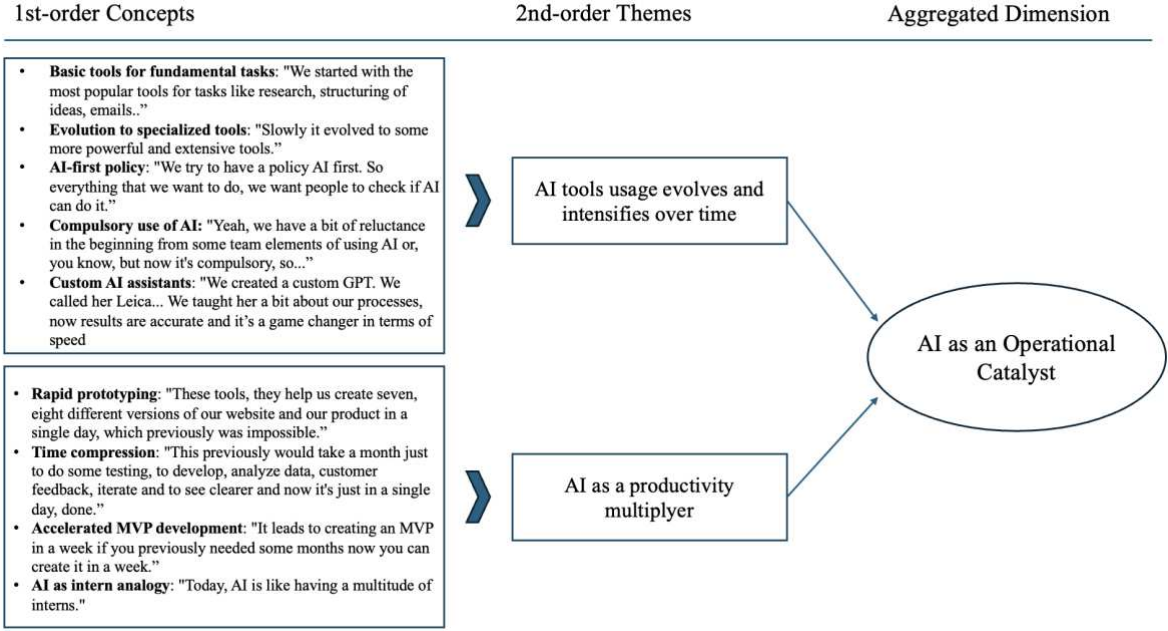 1st-order Concepts
2nd-order Themes
Aggregated Dimension
• Basic tools for fundamental tasks: "We started with the
most popular tools for tasks like research, structuring of
ideas, emails..”
• Evolution to specialized tools: "Slowly it evolved to some
more powerful and extensive tools.”
• AI-first policy: "We try to have a policy AI first. So
everything that we want to do, we want people to check if AI
can do it.”
• Compulsory use of AI: "Yeah, we have a bit of reluctance
in the beginning from some team elements of using AI or,
you know, but now it's compulsory, so...”
• Custom AI assistants: "We created a custom GPT. We
called her Leica... We taught her a bit about our processes,
now results are accurate and it’s a game changer in terms of
speed
AI tools usage evolves and
intensifies over time
• Rapid prototyping: "These tools, they help us create seven,
eight different versions of our website and our product in a
single day, which previously was impossible.”
• Time compression: "This previously would take a month just
to do some testing, to develop, analyze data, customer
feedback, iterate and to see clearer and now it's just in a single
day, done.”
• Accelerated MVP development: "It leads to creating an MVP
in a week if you previously needed some months now you can
create it in a week.”
• AI as intern analogy: "Today, AI is like having a multitude of
interns."
AI as a productivity
multiplyer
AI as an Operational
Catalyst